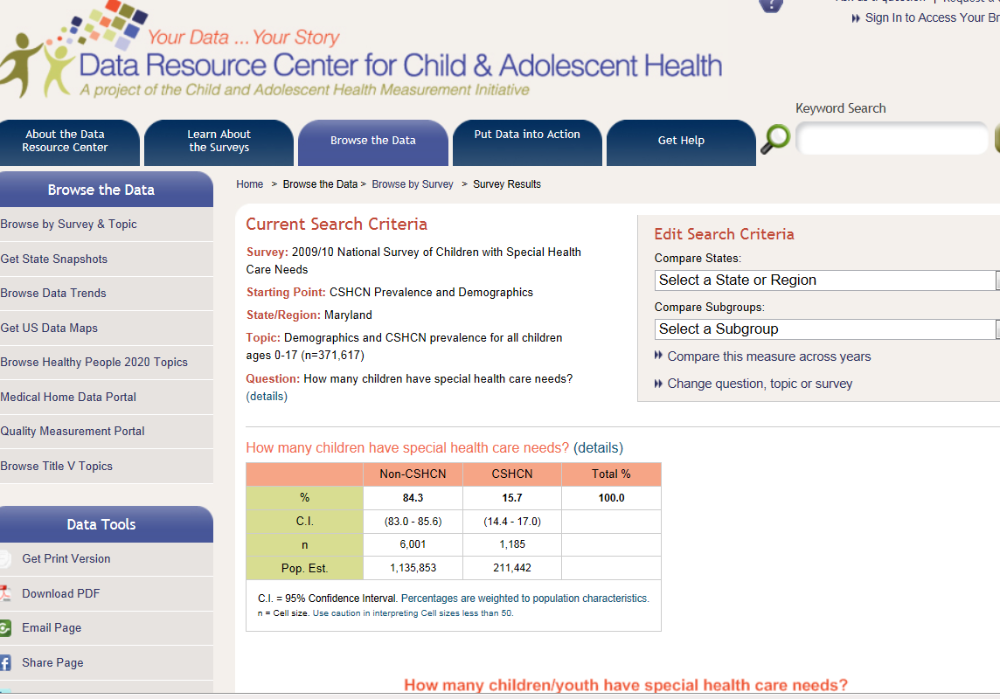 ?
Sign In to Access Your Br
Your Data ... Your Story
Data Resource Center for Child & Adolescent Health
A project of the Child and Adolescent Health Measurement Initiative
Keyword Search
About the Data
Resource Center
Learn About
the Surveys
Browse the Data
Put Data into Action
Get Help
Browse the Data
Browse by Survey & Topic
Get State Snapshots
Browse Data Trends
Get US Data Maps
Browse Healthy People 2020 Topics
Medical Home Data Portal
Quality Measurement Portal
Browse Title V Topics
Data Tools
Get Print Version
Download PDF
Email Page
Share Page
Home > Browse the Data > Browse by Survey > Survey Results
Current Search Criteria
Survey: 2009/10 National Survey of Children with Special Health
Care Needs
Starting Point: CSHCN Prevalence and Demographics
State/Region: Maryland
Topic: Demographics and CSHCN prevalence for all children
ages 0-17 (n=371,617)
Question: How many children have special health care needs?
(details)
Edit Search Criteria
Compare States:
Select a State or Region
Compare Subgroups:
Select a Subgroup
Compare this measure across years
Change question, topic or survey
How many children have special health care needs? (details)
Non-CSHCN CSHCN Total %
% 84.3 15.7 100.0
C.I. (83.0 - 85.6) (14.4 - 17.0)
n 6,001 1,185
Pop. Est. 1,135,853 211,442
C.I. = 95% Confidence Interval. Percentages are weighted to population characteristics.
n = Cell size. Use caution in interpreting Cell sizes less than 50.
How many children/youth have special health care needs?